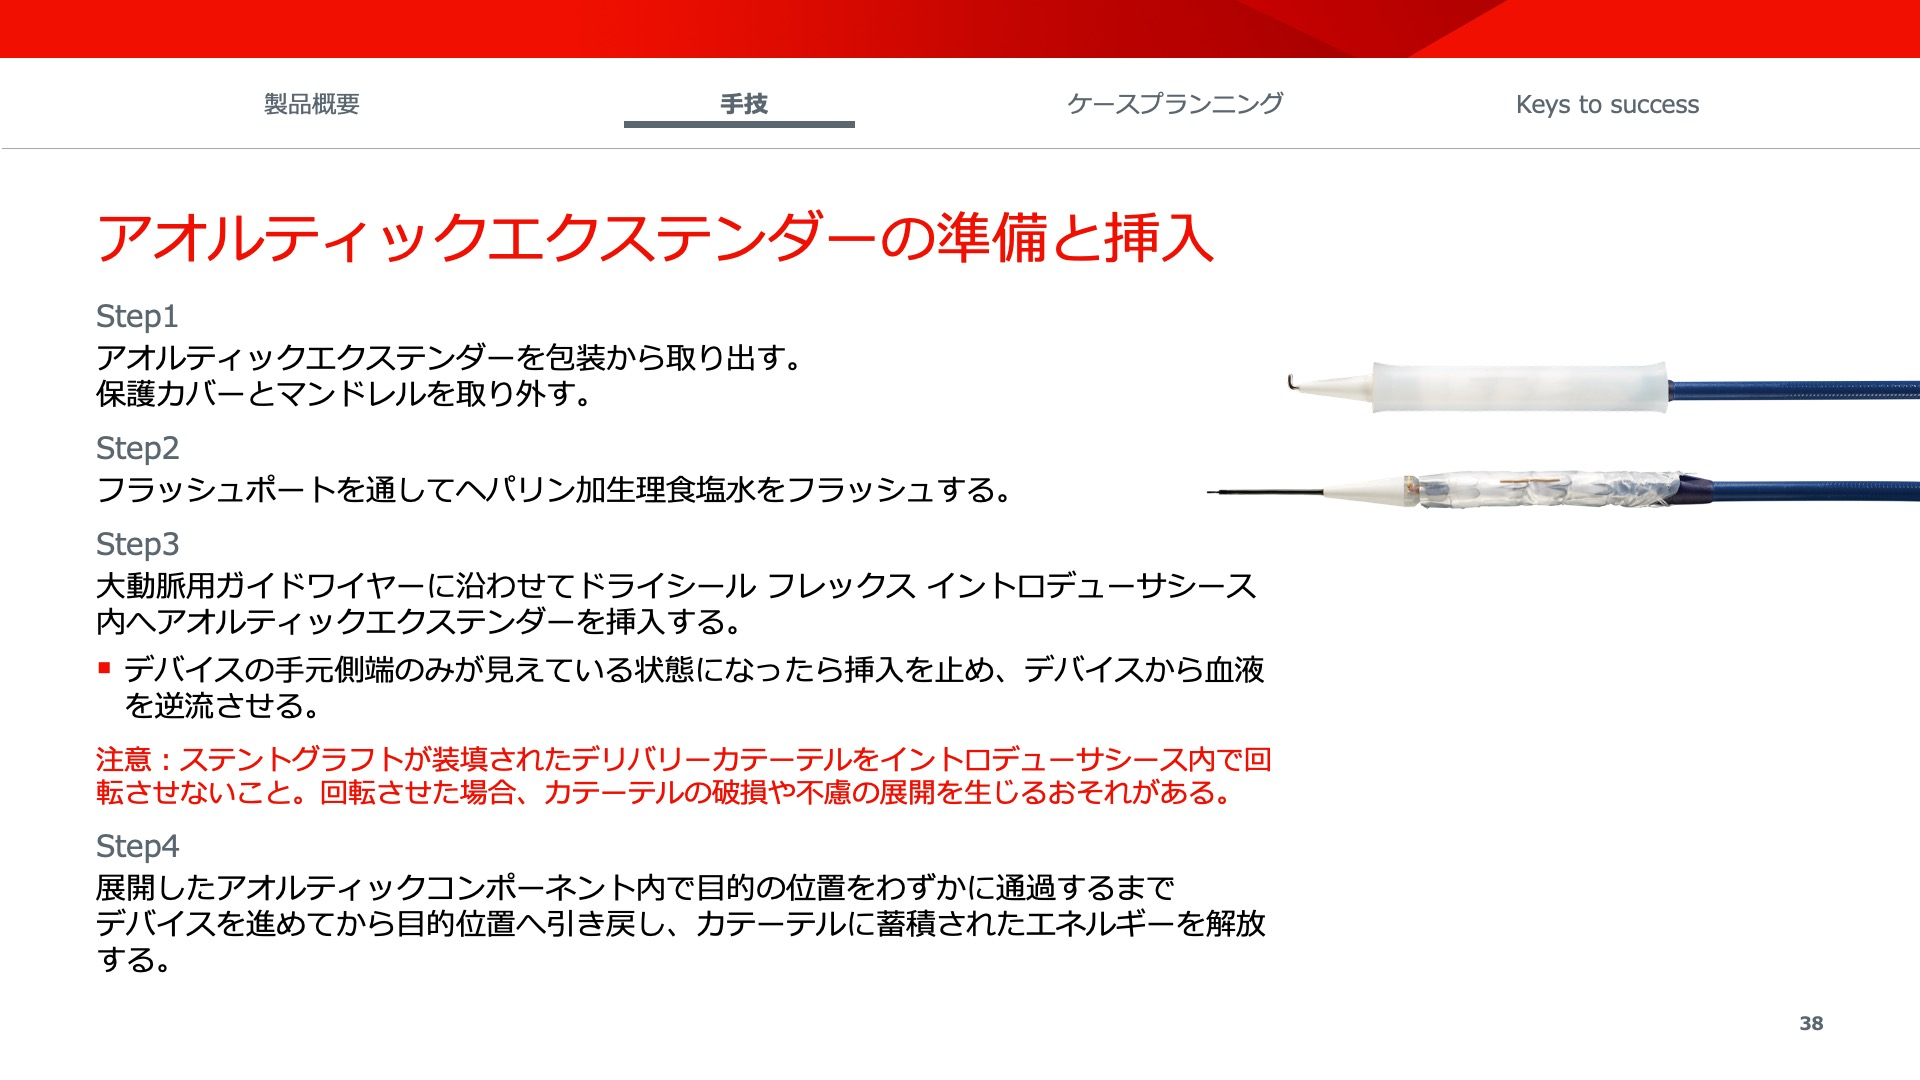 製品概要
手技
ケースプランニング
Keys to success
アオルティックエクステンダーの準備と挿入
Step1
アオルティックエクステンダーを包装から取り出す。
保護カバーとマンドレルを取り外す。
Step2
フラッシュポートを通してヘパリン加生理食塩水をフラッシュする。
Step3
大動脈用ガイドワイヤーに沿わせてドライシール フレックス イントロデューサシース
内へアオルティックエクステンダーを挿入する。
▪ デバイスの手元側端のみが見えている状態になったら挿入を止め、デバイスから血液
を逆流させる。
注意：ステントグラフトが装填されたデリバリーカテーテルをイントロデューサシース内で回
転させないこと。回転させた場合、カテーテルの破損や不慮の展開を生じるおそれがある。
Step4
展開したアオルティックコンポーネント内で目的の位置をわずかに通過するまで
デバイスを進めてから目的位置へ引き戻し、カテーテルに蓄積されたエネルギーを解放
する。
38